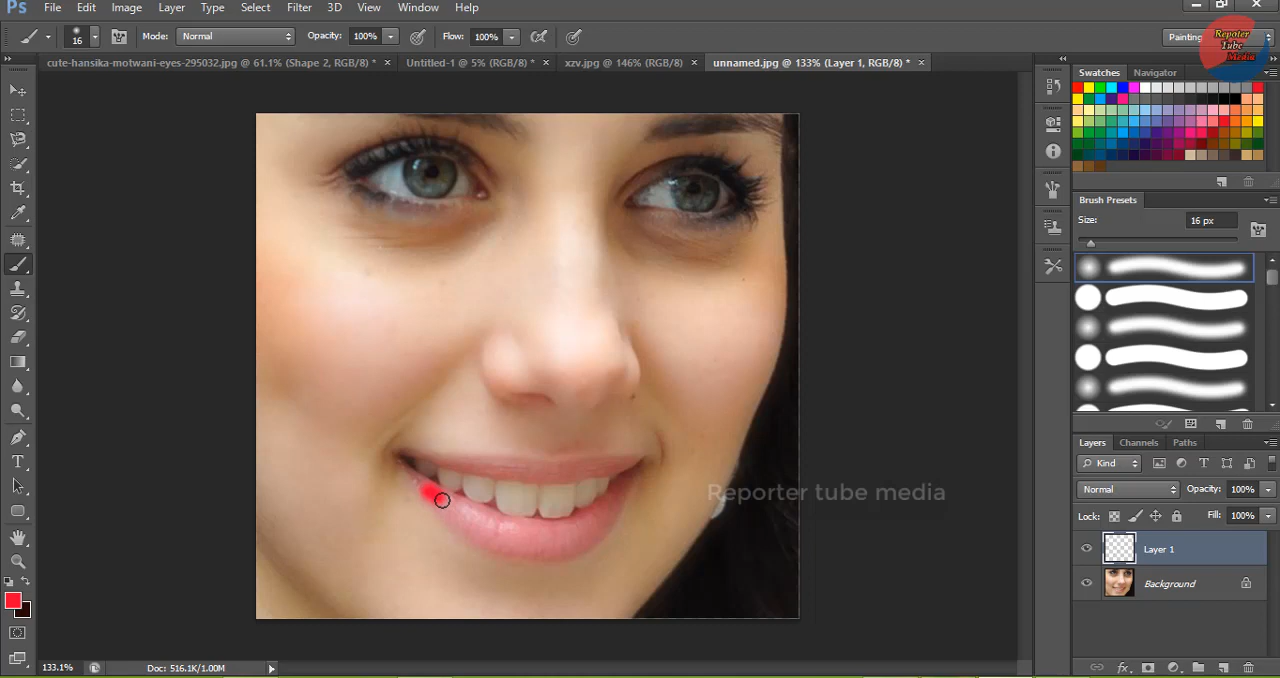 Ps File Edit Image Layer Type Select Filter 3D View Window Help
16 Mode: Normal Opacity: 100% Flow: 100% Painting
Repoter
Tube
Media
cute-hansika-motwani-eyes-295032.jpg @ 61.1% (Shape 2, RGB/8) * × Untitled-1 @ 5% (RGB/8) * × xzv.jpg @ 146% (RGB/8) × unnamed.jpg @ 133% (Layer 1, RGB/8) * ×
Swatches Navigator
Brush Presets
Size: 16 px
Layers Channels Paths
Kind
Normal Opacity: 100%
Reporter tube media
Lock: Fill: 100%
Layer 1
Background
133.1% Doc: 516.1K/1.00M